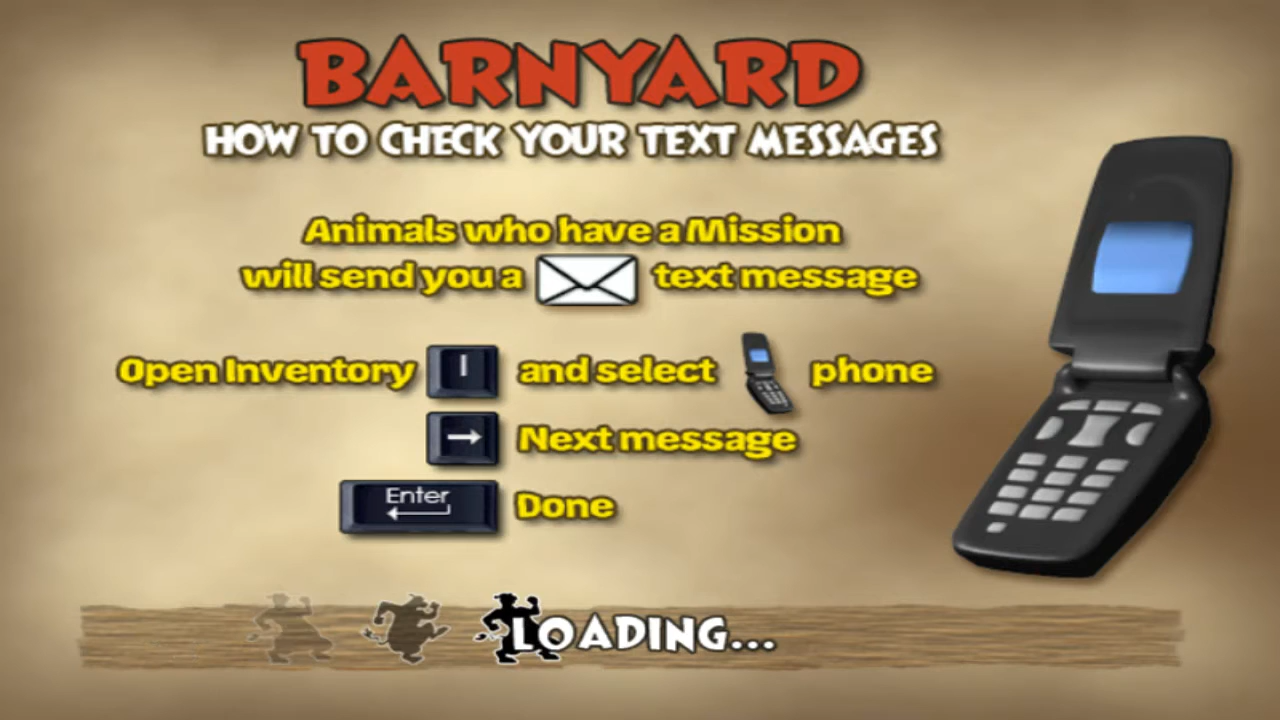 BARNYARD
HOW TO CHECK YOUR TEXT MESSAGES
Animals who have a Mission
will send you a text message
Open Inventory I and select phone
→ Next message
Enter Done
LOADING...